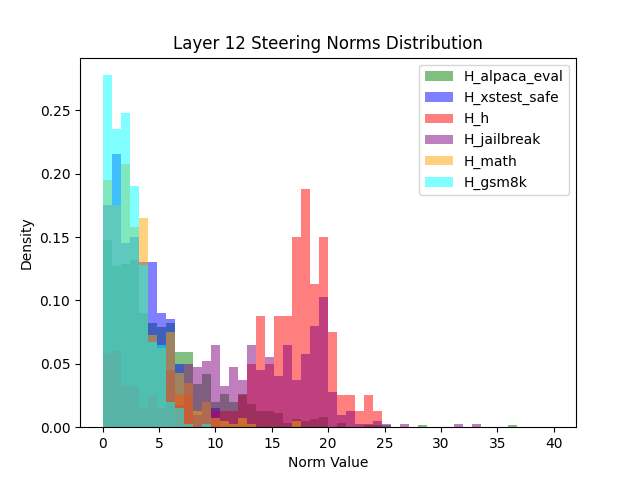 Layer 12 Steering Norms Distribution
H_alpaca_eval
H_xstest_safe
H_h
H_jailbreak
H_math
H_gsm8k
Density
0.25
0.20
0.15
0.10
0.05
0.00
0 5 10 15 20 25 30 35 40
Norm Value